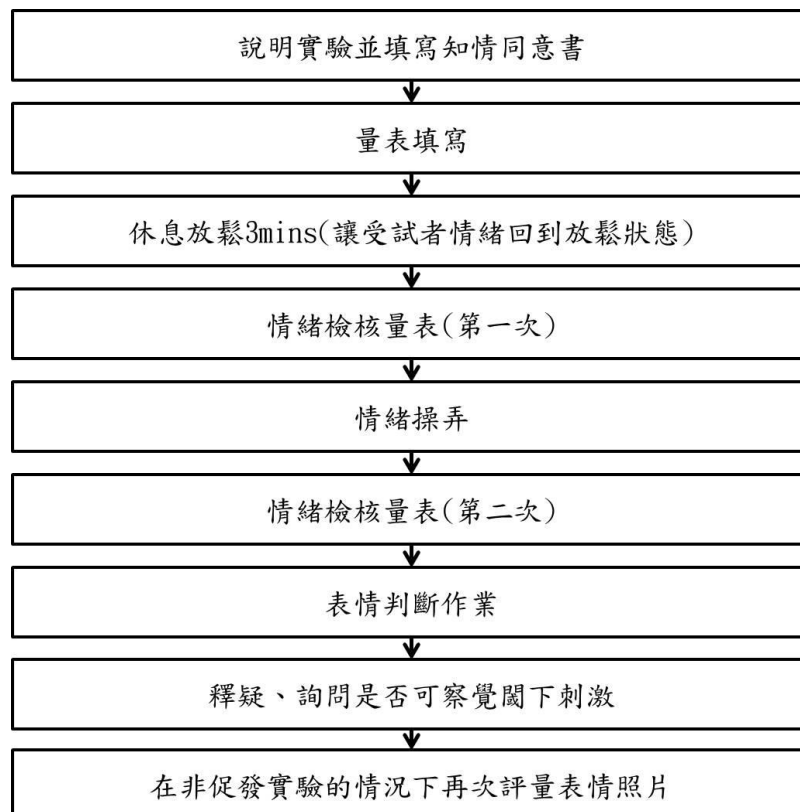 說明實驗並填寫知情同意書
量表填寫
休息放鬆3mins(讓受試者情緒回到放鬆狀態)
情緒檢核量表(第一次)
情緒操弄
情緒檢核量表(第二次)
表情判斷作業
釋疑、詢問是否可察覺閾下刺激
在非促發實驗的情況下再次評量表情照片